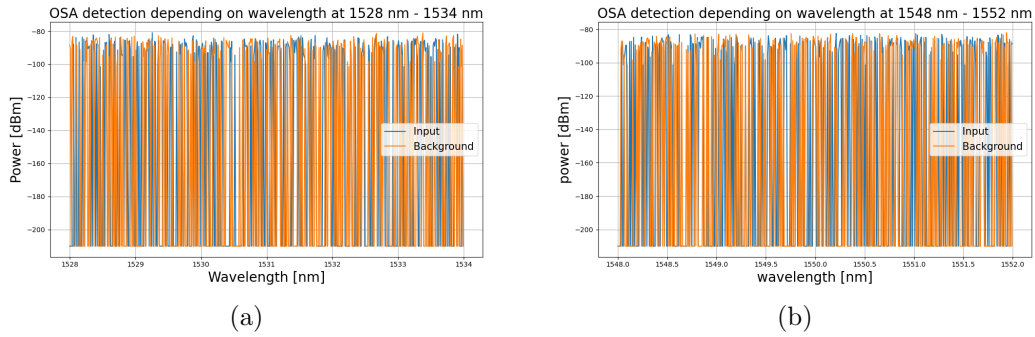 OSA detection depending on wavelength at 1528 nm - 1534 nm
Power [dBm]
−80
−100
−120
−140
−160
−180
−200
Input
Background
1528 1529 1530 1531 1532 1533 1534
Wavelength [nm]
(a)
OSA detection depending on wavelength at 1548 nm - 1552 nm
power [dBm]
−80
−100
−120
−140
−160
−180
−200
Input
Background
1548.0 1548.5 1549.0 1549.5 1550.0 1550.5 1551.0 1551.5 1552.0
wavelength [nm]
(b)